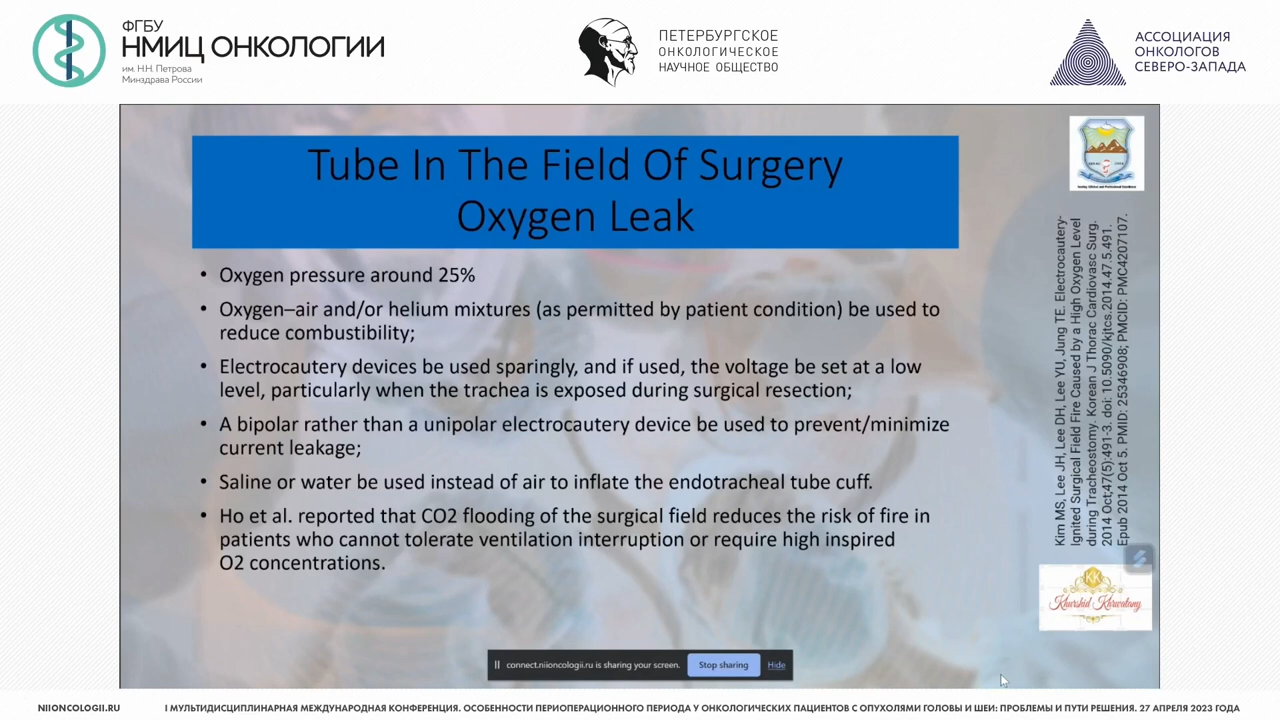 ФГБУ
НМИЦ ОНКОЛОГИИ
им. Н.Н. Петрова
Минздрава России
ПЕТЕРБУРГСКОЕ
ОНКОЛОГИЧЕСКОЕ
НАУЧНОЕ ОБЩЕСТВО
АССОЦИАЦИЯ
ОНКОЛОГОВ
СЕВЕРО-ЗАПАДА
Tube In The Field Of Surgery
Oxygen Leak
• Oxygen pressure around 25%
• Oxygen–air and/or helium mixtures (as permitted by patient condition) be used to
reduce combustibility;
• Electrocautery devices be used sparingly, and if used, the voltage be set at a low
level, particularly when the trachea is exposed during surgical resection;
• A bipolar rather than a unipolar electrocautery device be used to prevent/minimize
current leakage;
• Saline or water be used instead of air to inflate the endotracheal tube cuff.
• Ho et al. reported that CO2 flooding of the surgical field reduces the risk of fire in
patients who cannot tolerate ventilation interruption or require high inspired
O2 concentrations.
Kim MS, Lee JH, Lee DH, Lee YU, Jung TE. Electrocautery-
Ignited Surgical Field Fire Caused by a High Oxygen Level
during Tracheostomy. Korean J Thorac Cardiovasc Surg.
2014 Oct;47(5):491-3. doi: 10.5090/kjtcs.2014.47.5.491.
Epub 2014 Oct 5. PMID: 25346908; PMCID: PMC4207107.
KK
Khurshid Kharwalany
connect.niioncologii.ru is sharing your screen.
Stop sharing
Hide
NIIONCOLOGII.RU
I МУЛЬТИДИСЦИПЛИНАРНАЯ МЕЖДУНАРОДНАЯ КОНФЕРЕНЦИЯ. ОСОБЕННОСТИ ПЕРИОПЕРАЦИОННОГО ПЕРИОДА У ОНКОЛОГИЧЕСКИХ ПАЦИЕНТОВ С ОПУХОЛЯМИ ГОЛОВЫ И ШЕИ: ПРОБЛЕМЫ И ПУТИ РЕШЕНИЯ. 27 АПРЕЛЯ 2023 ГОДА